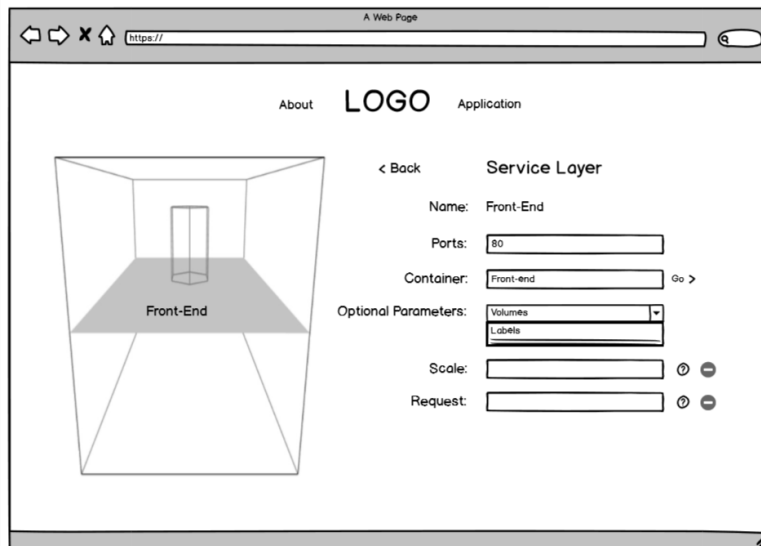 A Web Page
https://
About LOGO Application
< Back Service Layer
Name: Front-End
Ports: 80
Container: Front-end Go >
Optional Parameters: Volumes
Labels
Front-End
Scale: ?
Request: ?